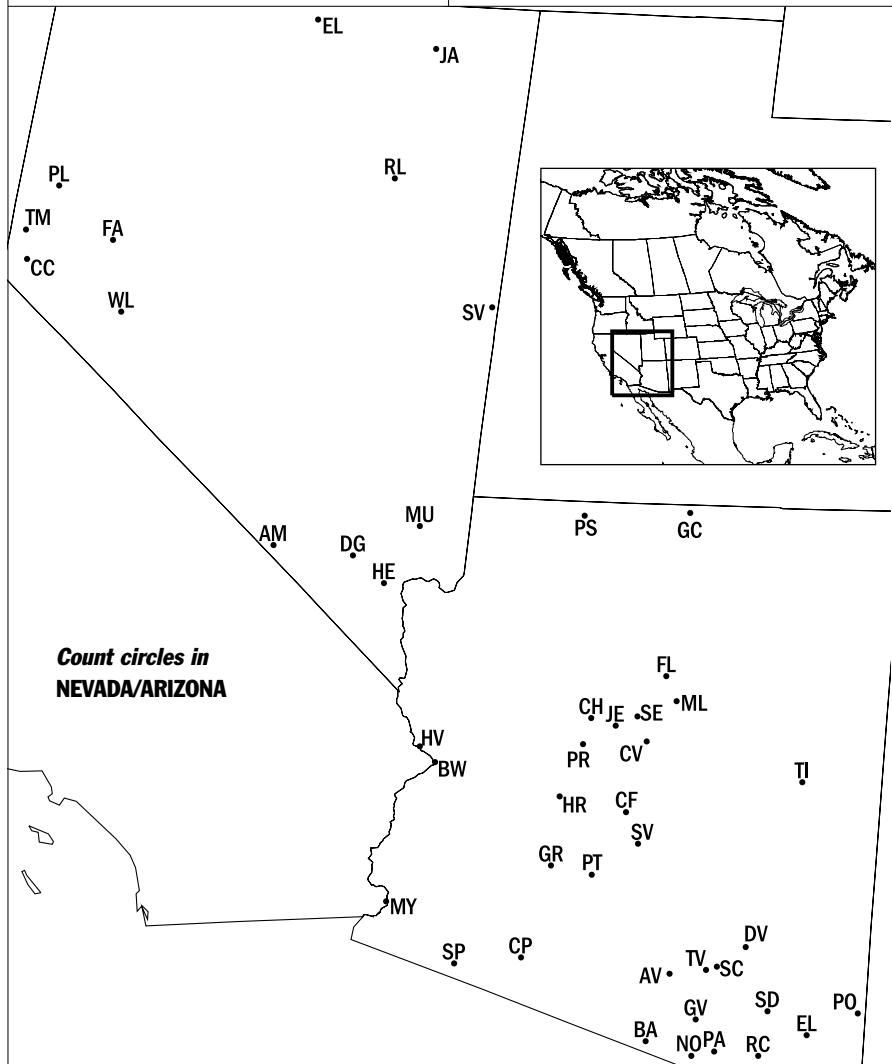 EL
JA
RL
PL
TM
FA
CC
WL
SV
MU
PS
GC
AM
DG
HE
Count circles in
NEVADA/ARIZONA
FL
ML
CH
JE
SE
HV
PR
CV
BW
TI
HR
CF
SV
GR
PT
MY
DV
SP
CP
TV
SC
AV
GV
SD
PO
BA
EL
NO
PA
RC